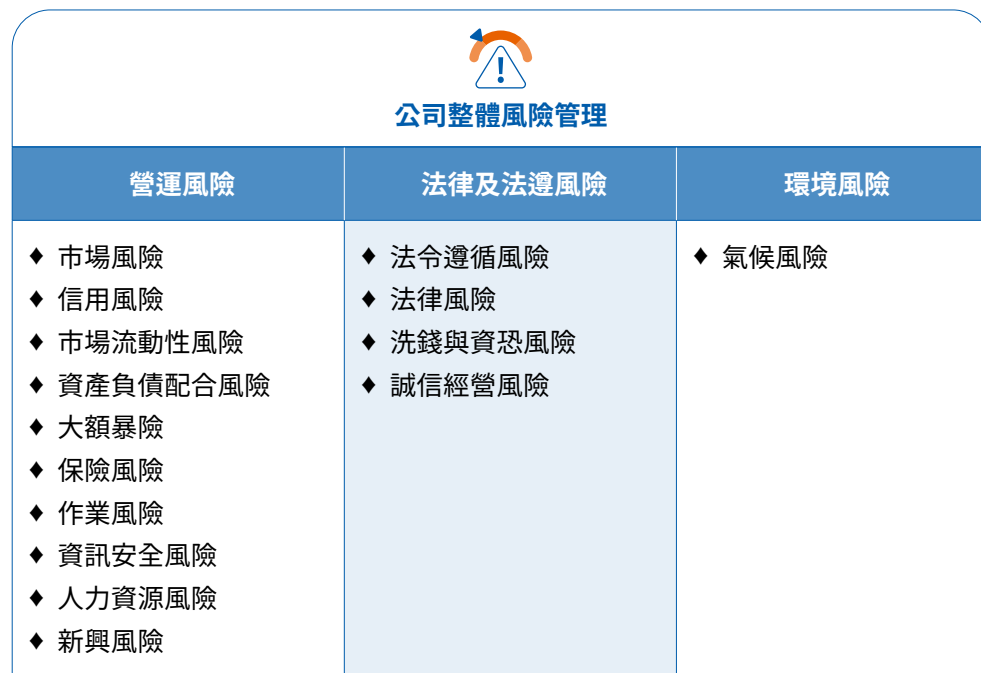 公司整體風險管理
營運風險
法律及法遵風險
環境風險
♦ 市場風險
♦ 信用風險
♦ 市場流動性風險
♦ 資產負債配合風險
♦ 大額暴險
♦ 保險風險
♦ 作業風險
♦ 資訊安全風險
♦ 人力資源風險
♦ 新興風險
♦ 法令遵循風險
♦ 法律風險
♦ 洗錢與資恐風險
♦ 誠信經營風險
♦ 氣候風險